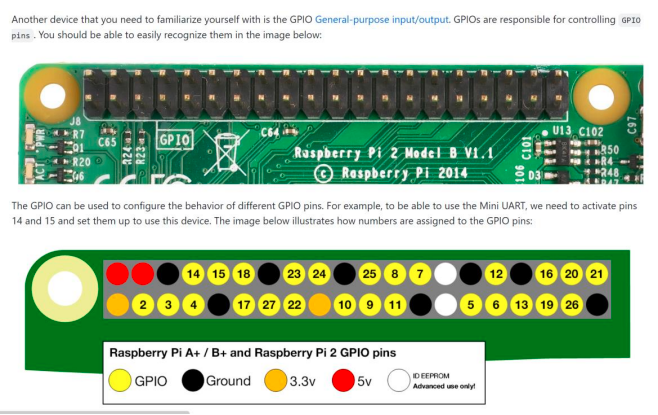 Another device that you need to familiarize yourself with is the GPIO General-purpose input/output. GPIOs are responsible for controlling GPIO
pins . You should be able to easily recognize them in the image below:
J8
PWR
R7
Q1
C65
R24
R23
GPIO
C64
Raspberry Pi 2 Model B V1.1
© Raspberry Pi 2014
C101
U13 C102
C97
R50
R4
R48
R47
D3
106
ACT
R20
Q6
The GPIO can be used to configure the behavior of different GPIO pins. For example, to be able to use the Mini UART, we need to activate pins
14 and 15 and set them up to use this device. The image below illustrates how numbers are assigned to the GPIO pins:
14 15 18 23 24 25 8 7 12 16 20 21
2 3 4 17 27 22 10 9 11 5 6 13 19 26
Raspberry Pi A+ / B+ and Raspberry Pi 2 GPIO pins
GPIO Ground 3.3v 5v ID EEPROM
Advanced use only!